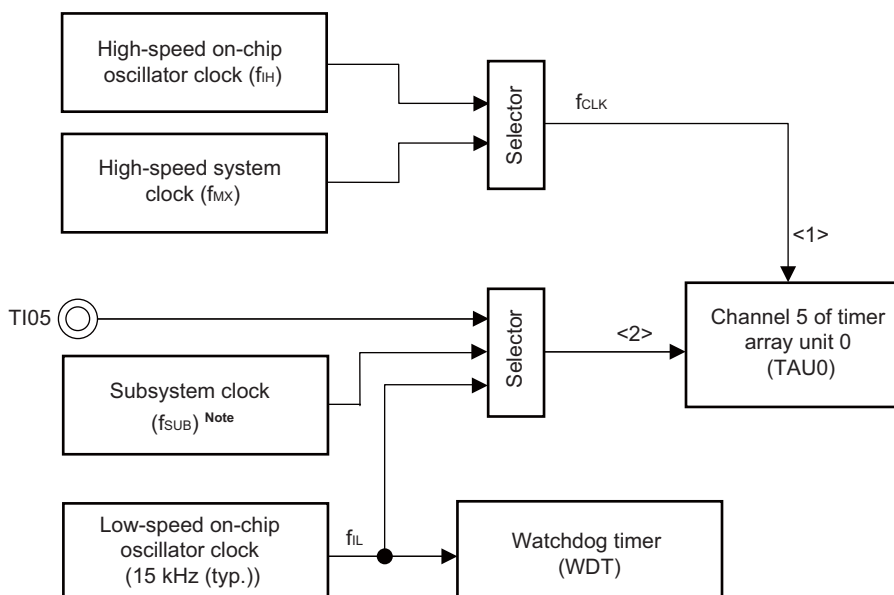 High-speed on-chip
oscillator clock (fIH)
High-speed system
clock (fMX)
Selector
fCLK
<1>
TI05
Subsystem clock
(fSUB) Note
Selector
<2>
Channel 5 of timer
array unit 0
(TAU0)
Low-speed on-chip
oscillator clock
(15 kHz (typ.))
fIL
Watchdog timer
(WDT)